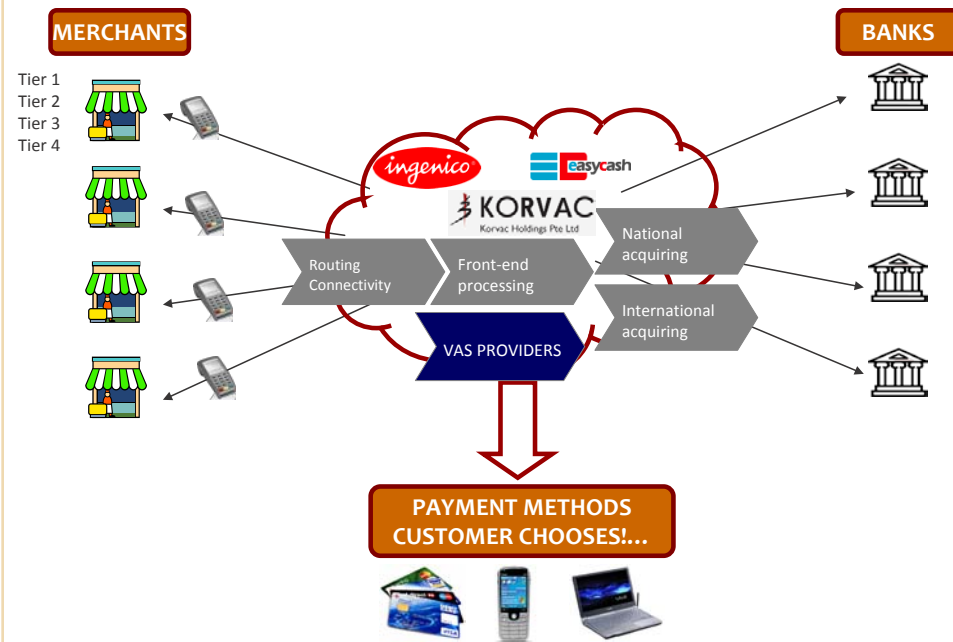 MERCHANTS
BANKS
Tier 1
Tier 2
Tier 3
Tier 4
ingenico
easycash
KORVAC
Korvac Holdings Pte Ltd
Routing
Connectivity
Front-end
processing
National
acquiring
International
acquiring
VAS PROVIDERS
PAYMENT METHODS
CUSTOMER CHOOSES!...
VISA